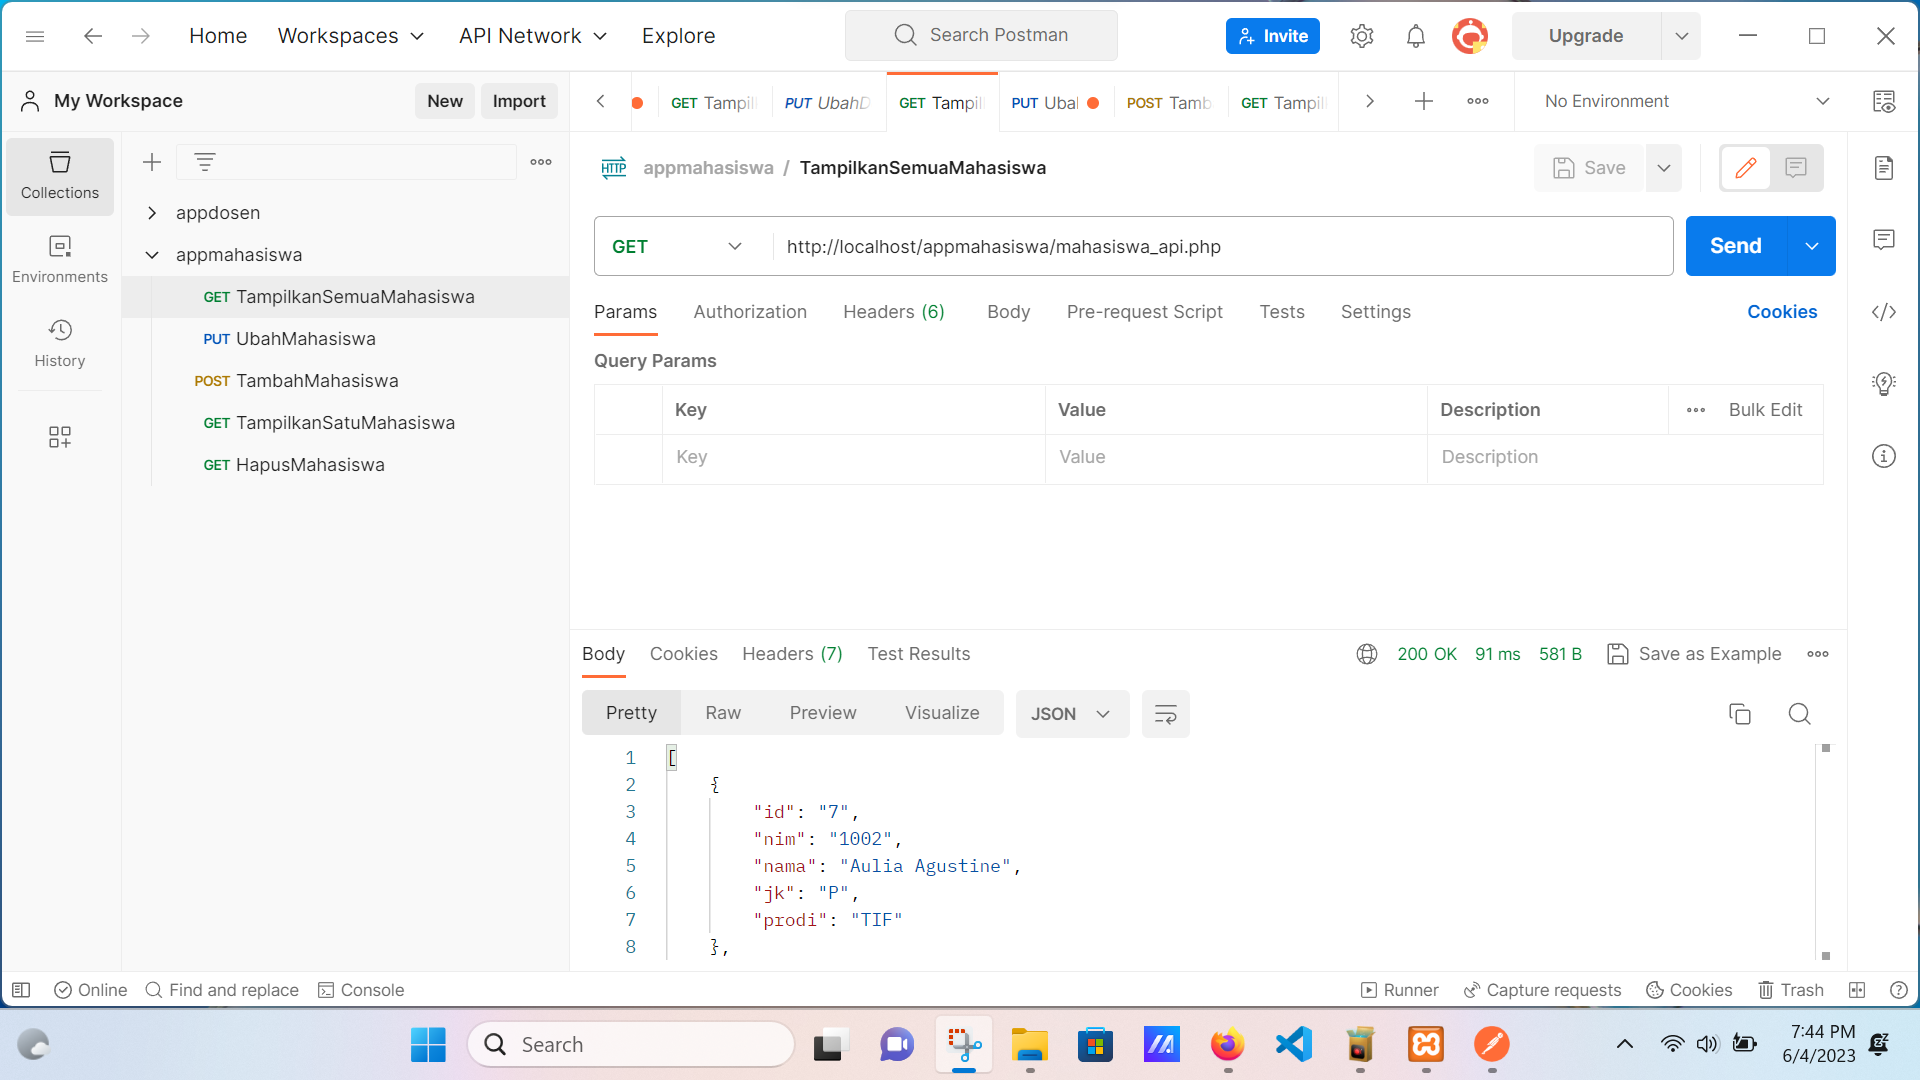 Home Workspaces API Network Explore Search Postman Invite Upgrade
My Workspace New Import GET Tampil PUT UbahD GET Tampil PUT Ubal POST Tamb GET Tampil No Environment
Collections
Environments
History
appdosen
appmahasiswa
GET TampilkanSemuaMahasiswa
PUT UbahMahasiswa
POST TambahMahasiswa
GET TampilkanSatuMahasiswa
GET HapusMahasiswa
HTTP appmahasiswa / TampilkanSemuaMahasiswa Save
GET http://localhost/appmahasiswa/mahasiswa_api.php Send
Params Authorization Headers (6) Body Pre-request Script Tests Settings Cookies
Query Params
Key Value Description Bulk Edit
Key Value Description
Body Cookies Headers (7) Test Results 200 OK 91 ms 581 B Save as Example
Pretty Raw Preview Visualize JSON
1 [
2 {
3 "id": "7",
4 "nim": "1002",
5 "nama": "Aulia Agustine",
6 "jk": "P",
7 "prodi": "TIF"
8 },
Online Find and replace Console Runner Capture requests Cookies Trash
Search 7:44 PM
6/4/2023